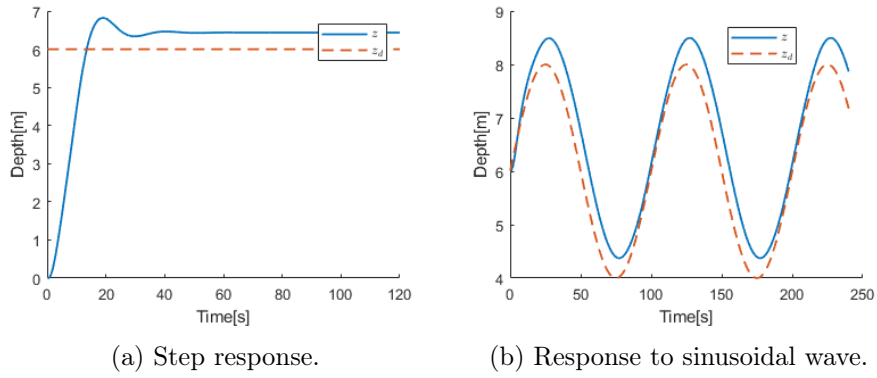 7
6
5
4
3
2
1
0
Depth[m]
0 20 40 60 80 100 120
Time[s]
z
z_d
(a) Step response.
9
8
7
6
5
4
Depth[m]
0 50 100 150 200 250
Time[s]
z
z_d
(b) Response to sinusoidal wave.